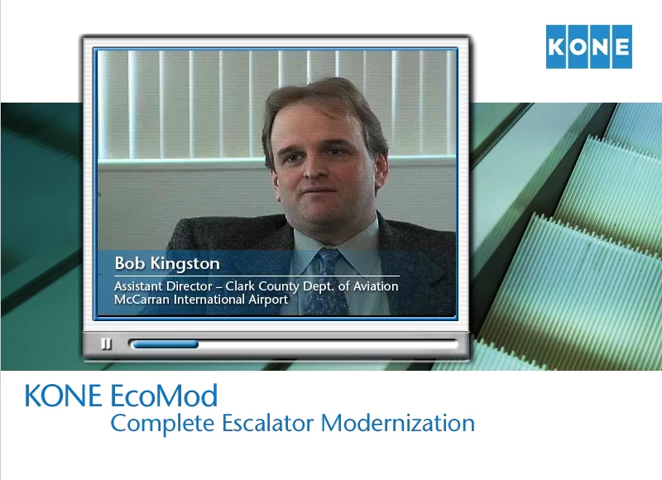 KONE
Bob Kingston
Assistant Director – Clark County Dept. of Aviation
McCarran International Airport
KONE EcoMod
Complete Escalator Modernization